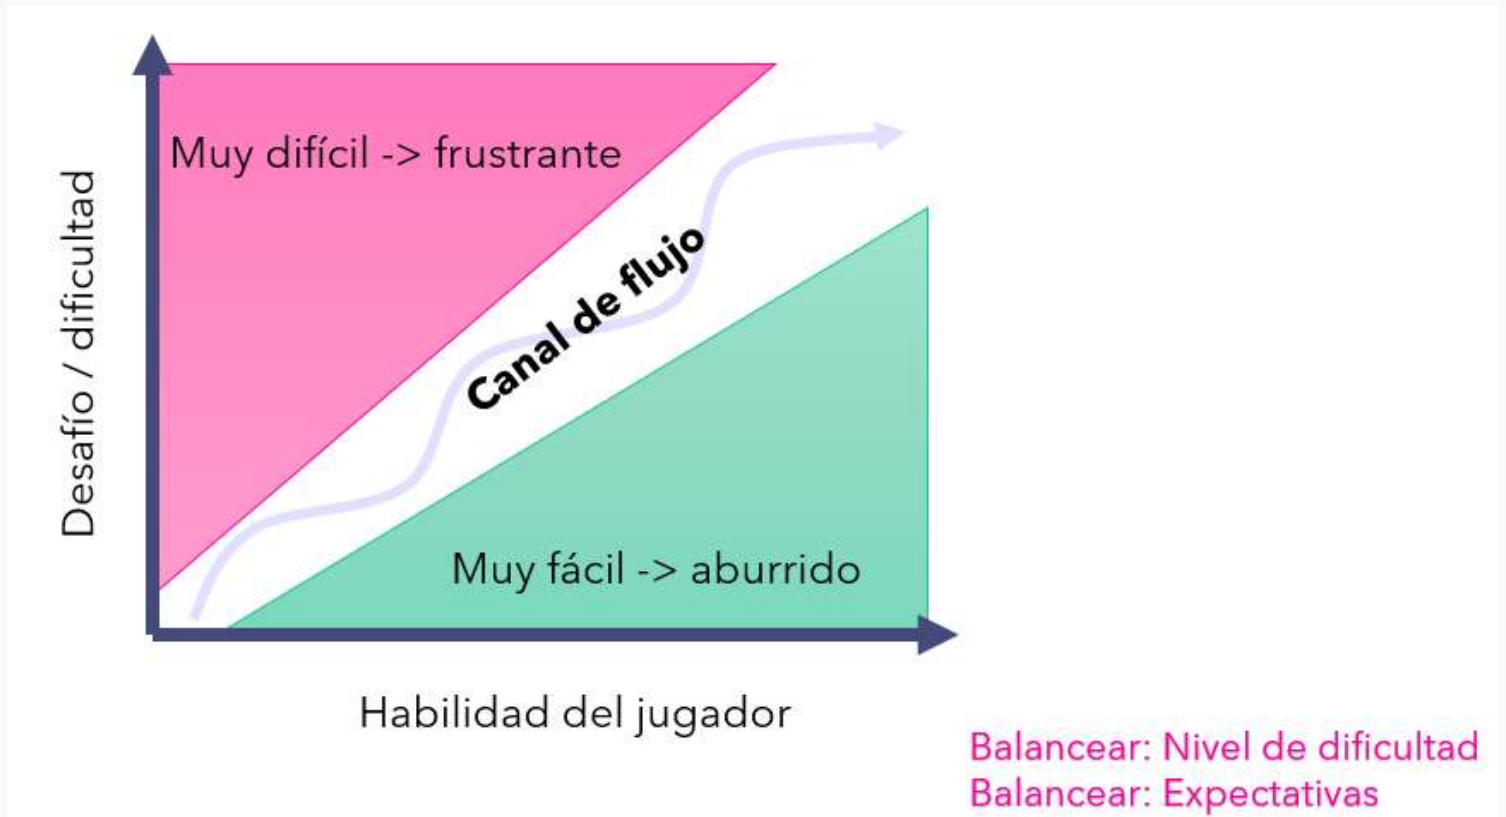 Muy difícil -> frustrante
Desafío / dificultad
Canal de flujo
Muy fácil -> aburrido
Habilidad del jugador
Balancear: Nivel de dificultad
Balancear: Expectativas